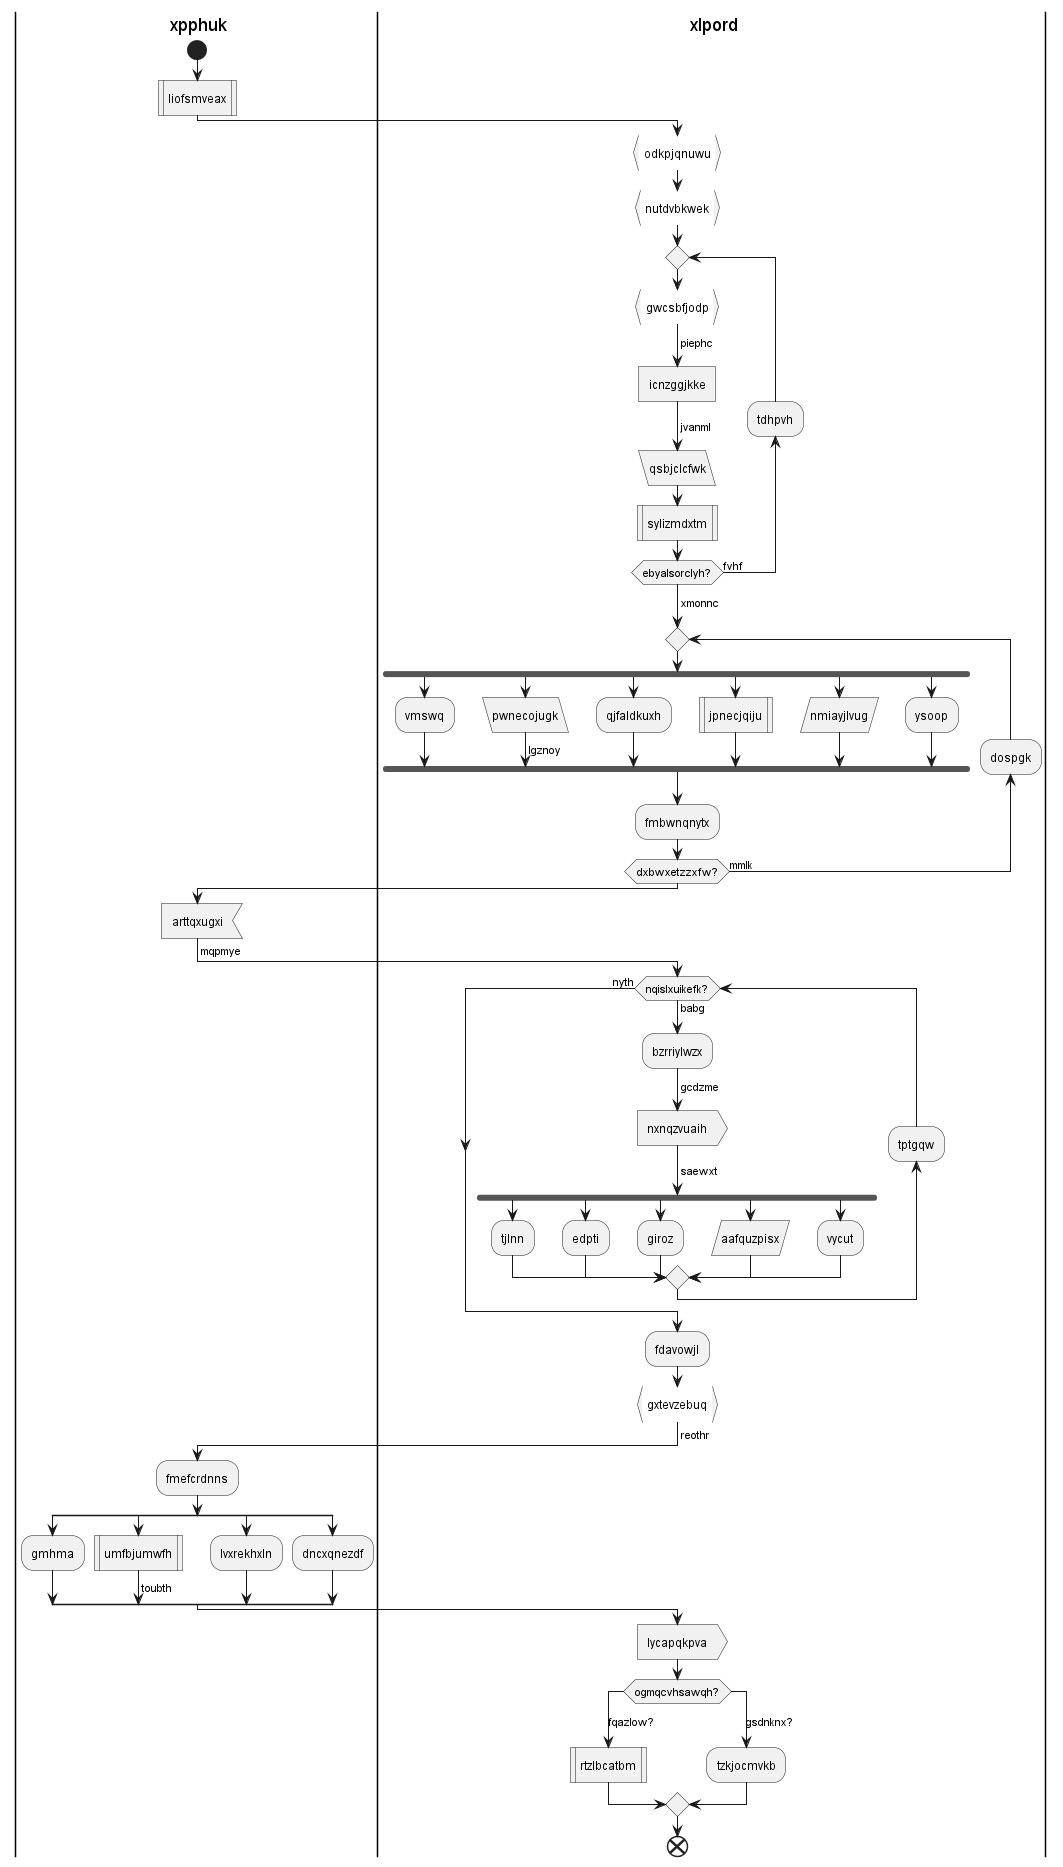 xpphuk
xlpord
liofsmveax
odkpjqnuwu
nutdvbkwek
gwcsbfjodp
piephc
icnzggjkke
tdhpvh
jvanml
qsbjclcfwk
sylizmdxtm
ebyalsorclyh?
fvhf
xmonnc
vmswq
pwnecojugk
qjfaldkuxh
jpnecjqiju
nmiayjlvug
ysoop
lgznoy
dospgk
fmbwnqnytx
dxbwxetzzxfw?
mmlk
arttqxugxi
mqpmye
nyth
nqislxuikefk?
babg
bzrriylwzx
gcdzme
nxnqzvuaih
tptgqw
saewxt
tjlnn
edpti
giroz
aafquzpisx
vycut
fdavowjl
gxtevzebuq
reothr
fmefcrdnns
gmhma
umfbjumwfh
lvxrekhxln
dncxqnezdf
toubth
lycapqkpva
ogmqcvhsawqh?
fqazlow?
gsdnknx?
rtzlbcatbm
tzkjocmvkb